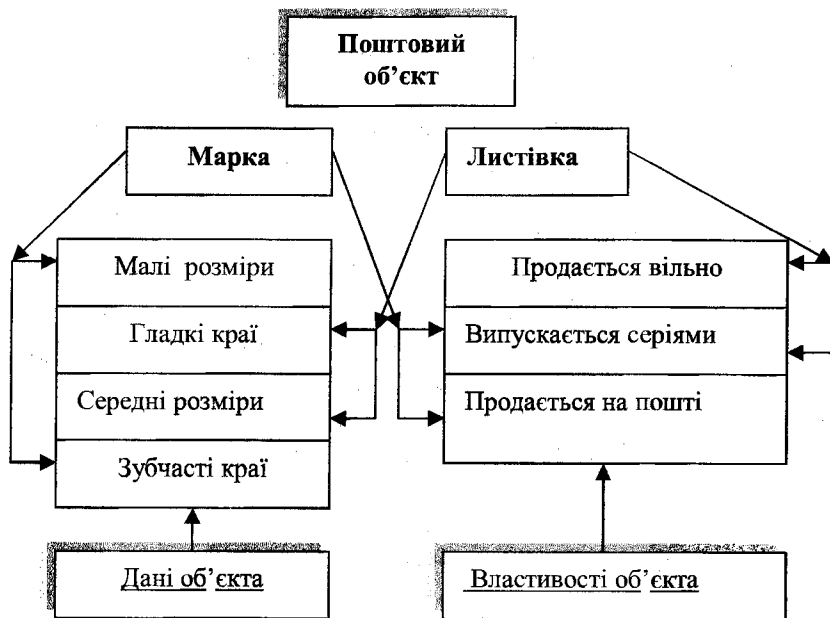 Поштовий
об’єкт
Марка
Листівка
Малі розміри
Гладкі краї
Середні розміри
Зубчасті краї
Продається вільно
Випускається серіями
Продається на пошті
Дані об’єкта
Властивості об’єкта